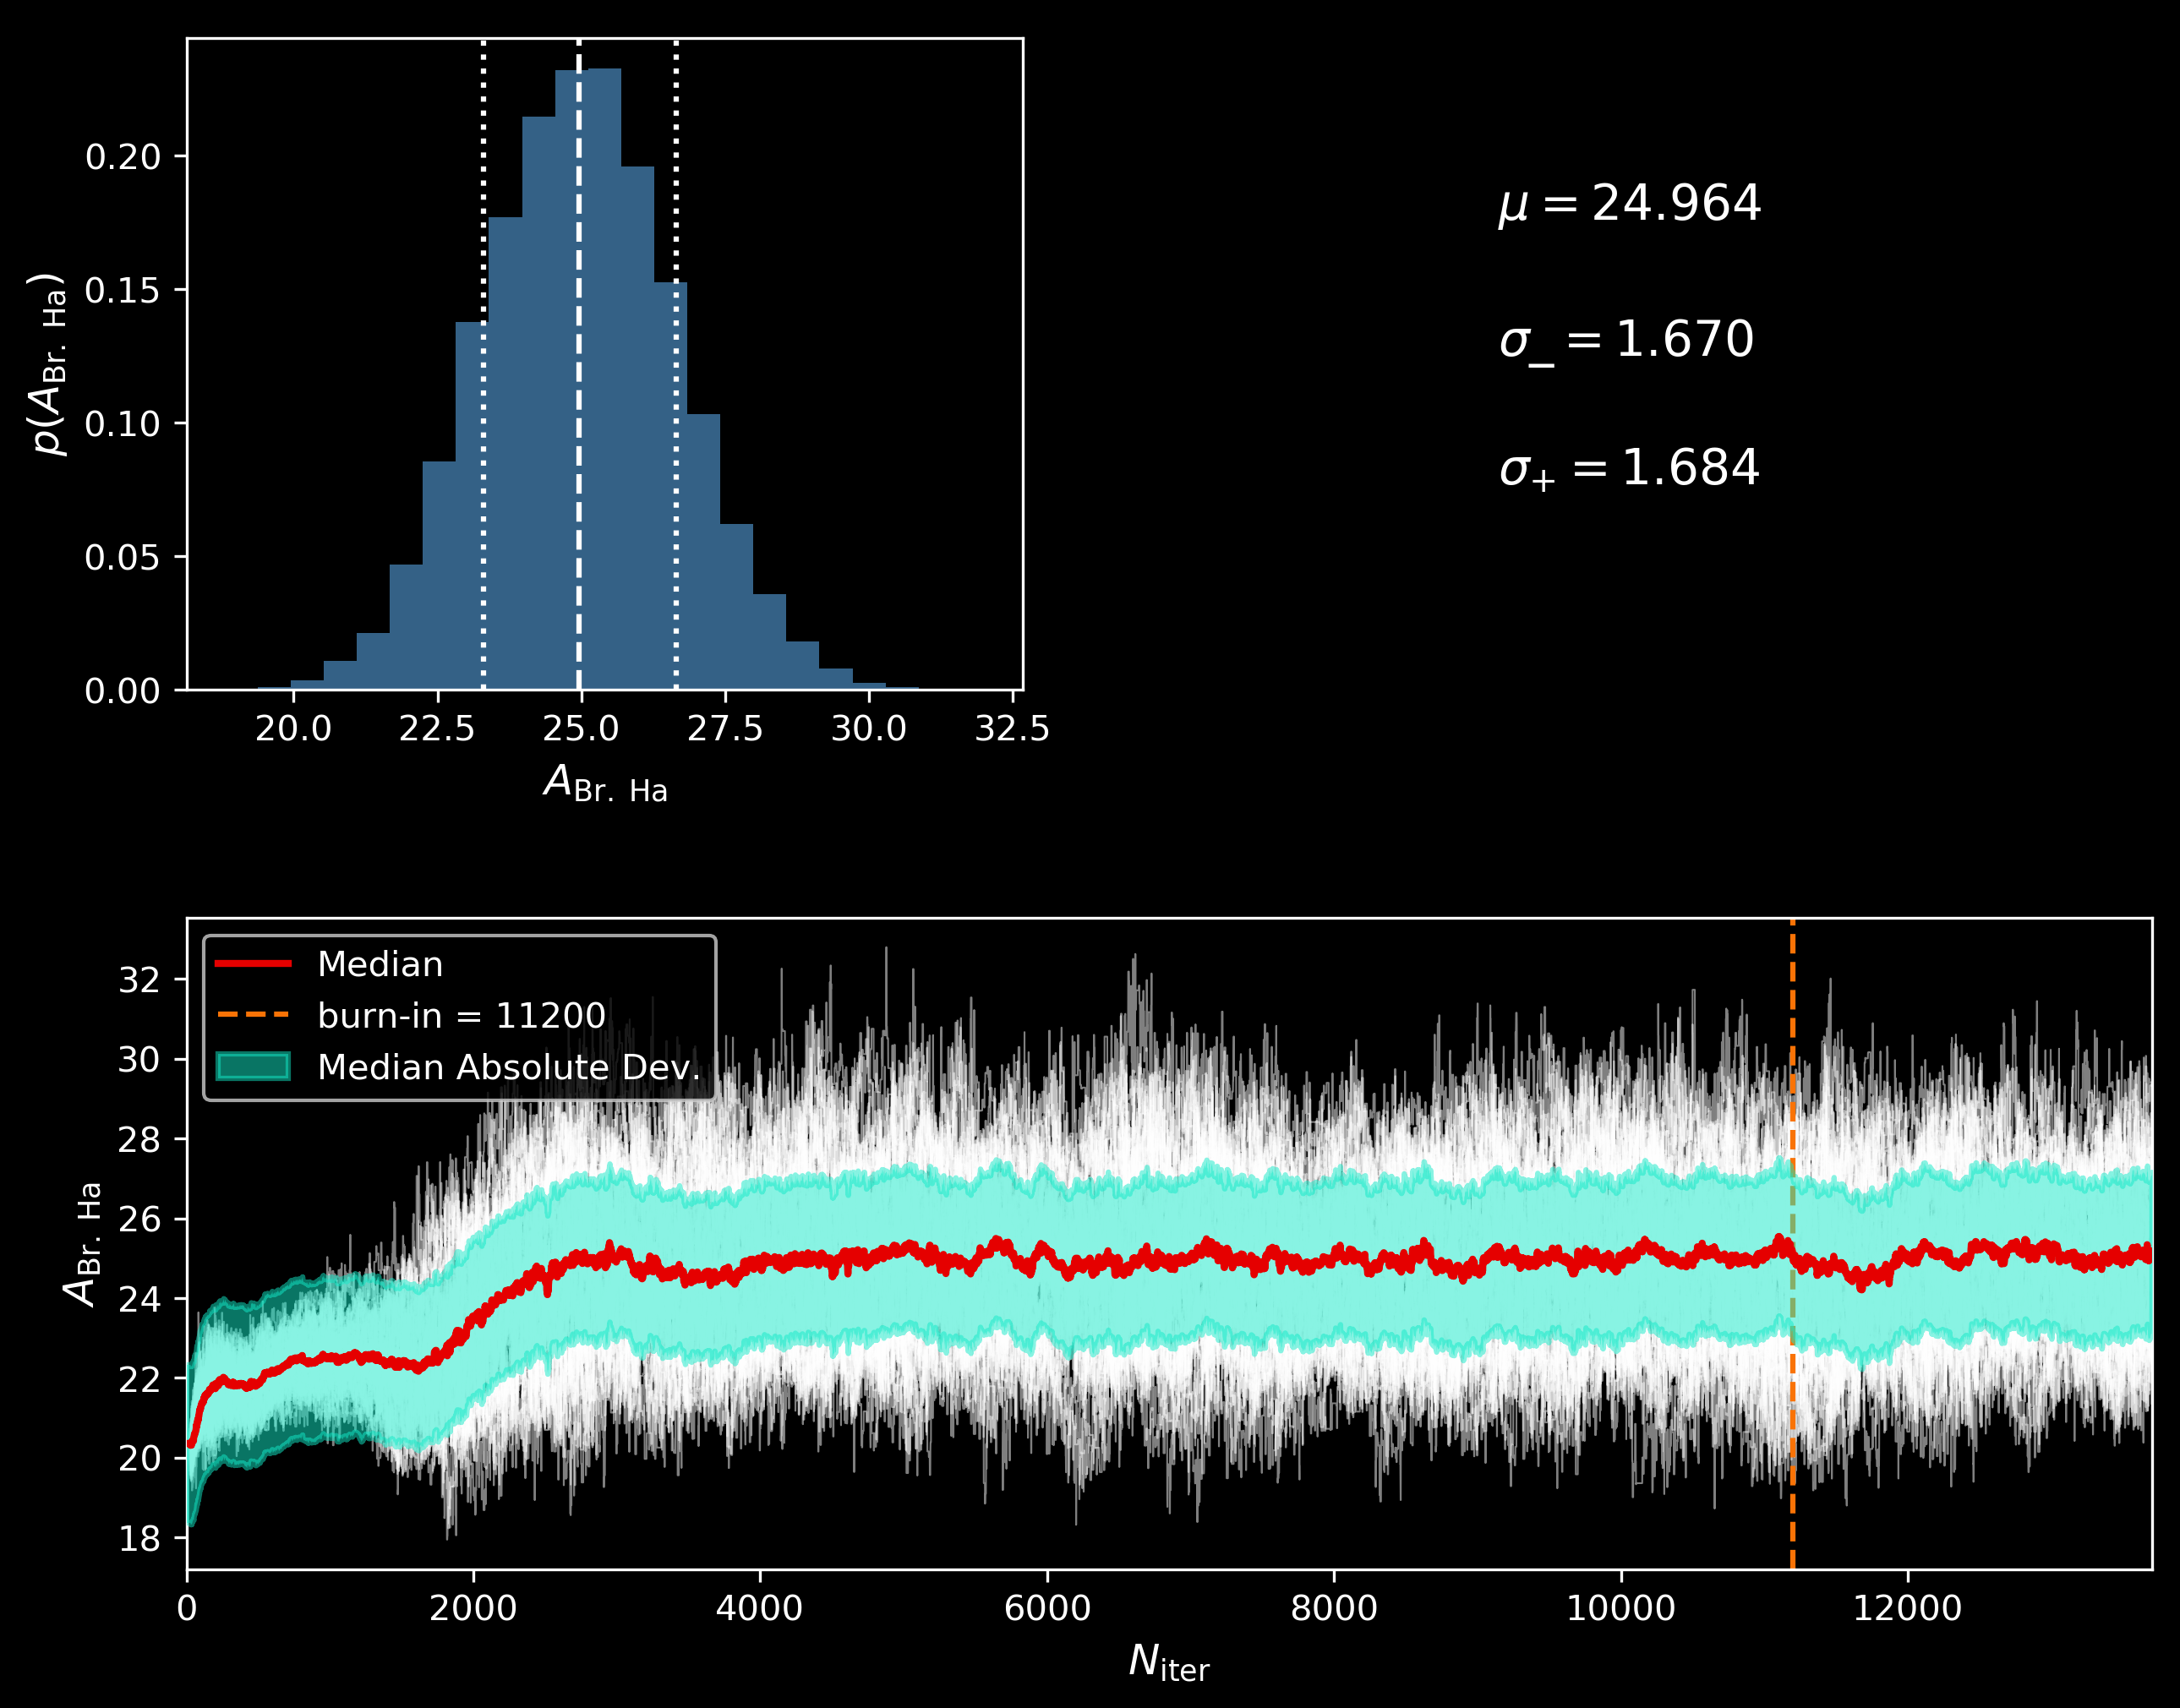 p(A_Br. Ha)
0.20
0.15
0.10
0.05
0.00
20.0 22.5 25.0 27.5 30.0 32.5
A_Br. Ha
μ = 24.964
σ_− = 1.670
σ_+ = 1.684
A_Br. Ha
32
30
28
26
24
22
20
18
Median
burn-in = 11200
Median Absolute Dev.
0 2000 4000 6000 8000 10000 12000
N_iter